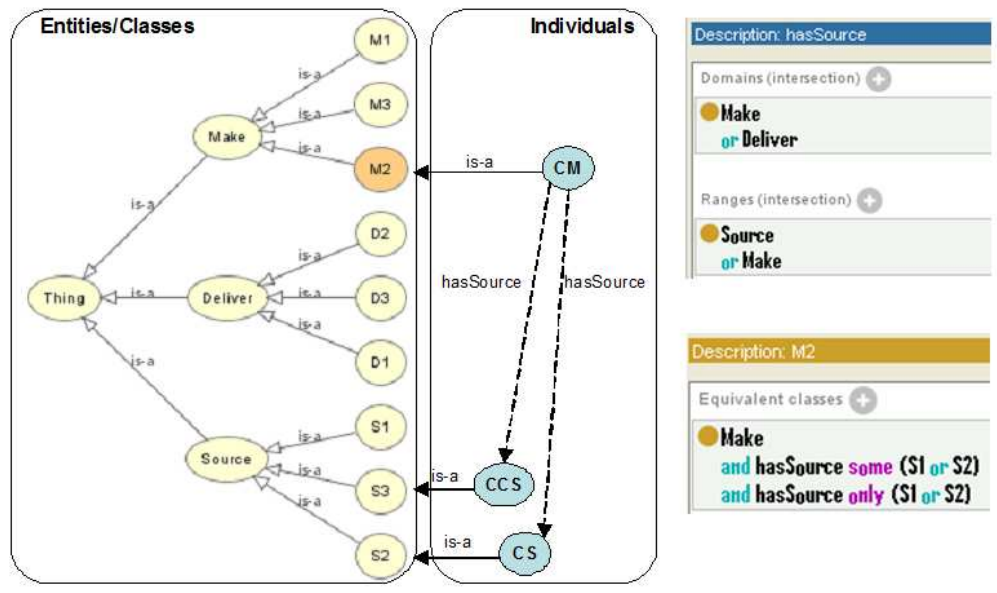 Entities/Classes
Individuals
M1
is-a
M3
is-a
Make
is-a
M2
is-a
CM
is-a
D2
is-a
hasSource
hasSource
Thing
is-a
Deliver
is-a
D3
is-a
D1
is-a
S1
is-a
Source
is-a
S3
is-a
CCS
is-a
S2
is-a
CS
Description: hasSource
Domains (intersection)
Make
or Deliver
Ranges (intersection)
Source
or Make
Description: M2
Equivalent classes
Make
and hasSource some (S1 or S2)
and hasSource only (S1 or S2)